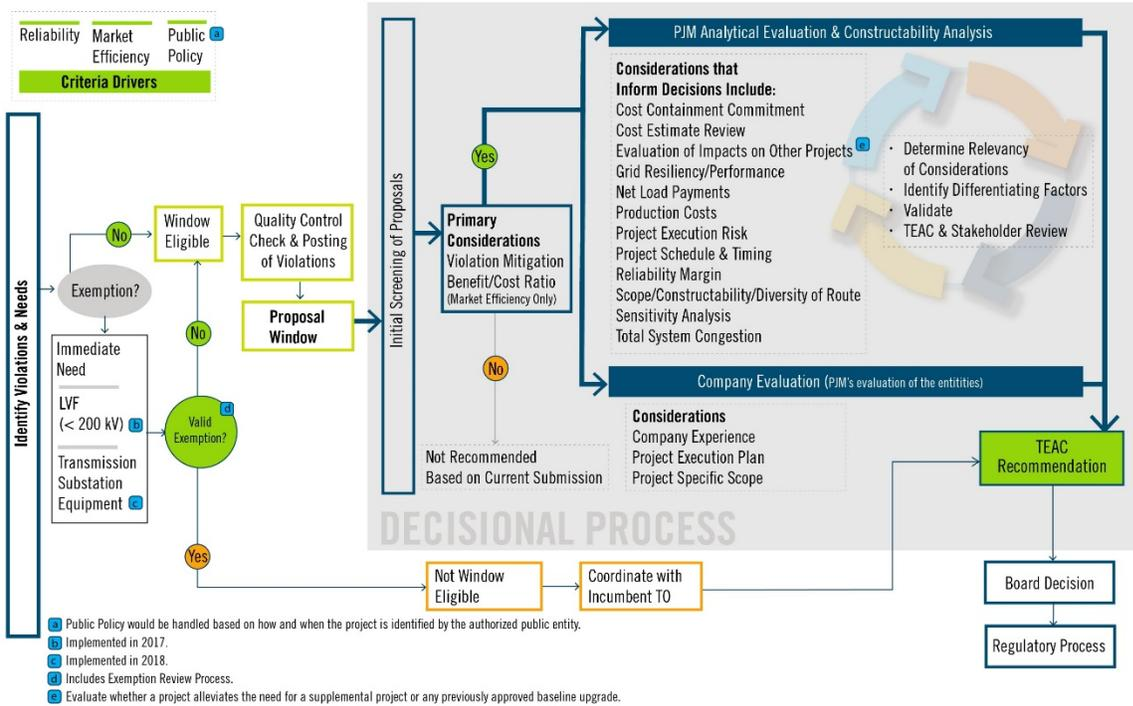 Reliability
Market
Efficiency
Public
Policy
a
Criteria Drivers
Identify Violations & Needs
No
Exemption?
Immediate
Need
LVF
(< 200 kV) b
Transmission
Substation
Equipment c
Window
Eligible
No
Valid
Exemption?
d
Yes
Quality Control
Check & Posting
of Violations
Proposal
Window
Initial Screening of Proposals
Yes
Primary
Considerations
Violation Mitigation
Benefit/Cost Ratio
(Market Efficiency Only)
No
Not Recommended
Based on Current Submission
PJM Analytical Evaluation & Constructability Analysis
Considerations that
Inform Decisions Include:
Cost Containment Commitment
Cost Estimate Review
Evaluation of Impacts on Other Projects e
Grid Resiliency/Performance
Net Load Payments
Production Costs
Project Execution Risk
Project Schedule & Timing
Reliability Margin
Scope/Constructability/Diversity of Route
Sensitivity Analysis
Total System Congestion
• Determine Relevancy
of Considerations
• Identify Differentiating Factors
• Validate
• TEAC & Stakeholder Review
Company Evaluation (PJM's evaluation of the entitities)
Considerations
Company Experience
Project Execution Plan
Project Specific Scope
DECISIONAL PROCESS
TEAC
Recommendation
Not Window
Eligible
Coordinate with
Incumbent TO
Board Decision
Regulatory Process
a Public Policy would be handled based on how and when the project is identified by the authorized public entity.
b Implemented in 2017.
c Implemented in 2018.
d Includes Exemption Review Process.
e Evaluate whether a project alleviates the need for a supplemental project or any previously approved baseline upgrade.